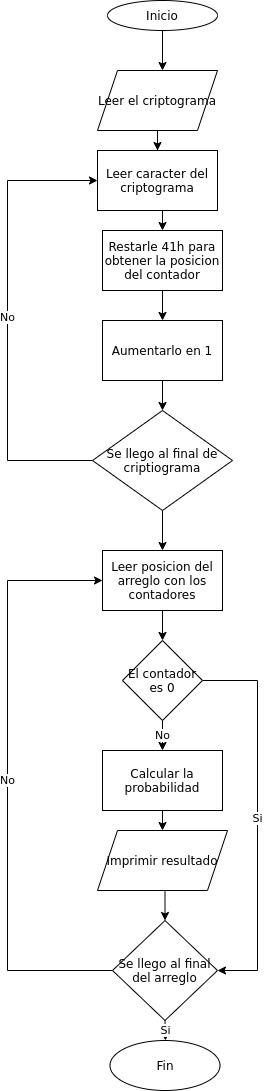 Inicio
Leer el criptograma
Leer caracter del
criptograma
Restarle 41h para
obtener la posicion
del contador
No
Aumentarlo en 1
Se llego al final de
criptiograma
Leer posicion del
arreglo con los
contadores
El contador
es 0
No
No
Calcular la
probabilidad
Si
Imprimir resultado
Se llego al final
del arreglo
Si
Fin